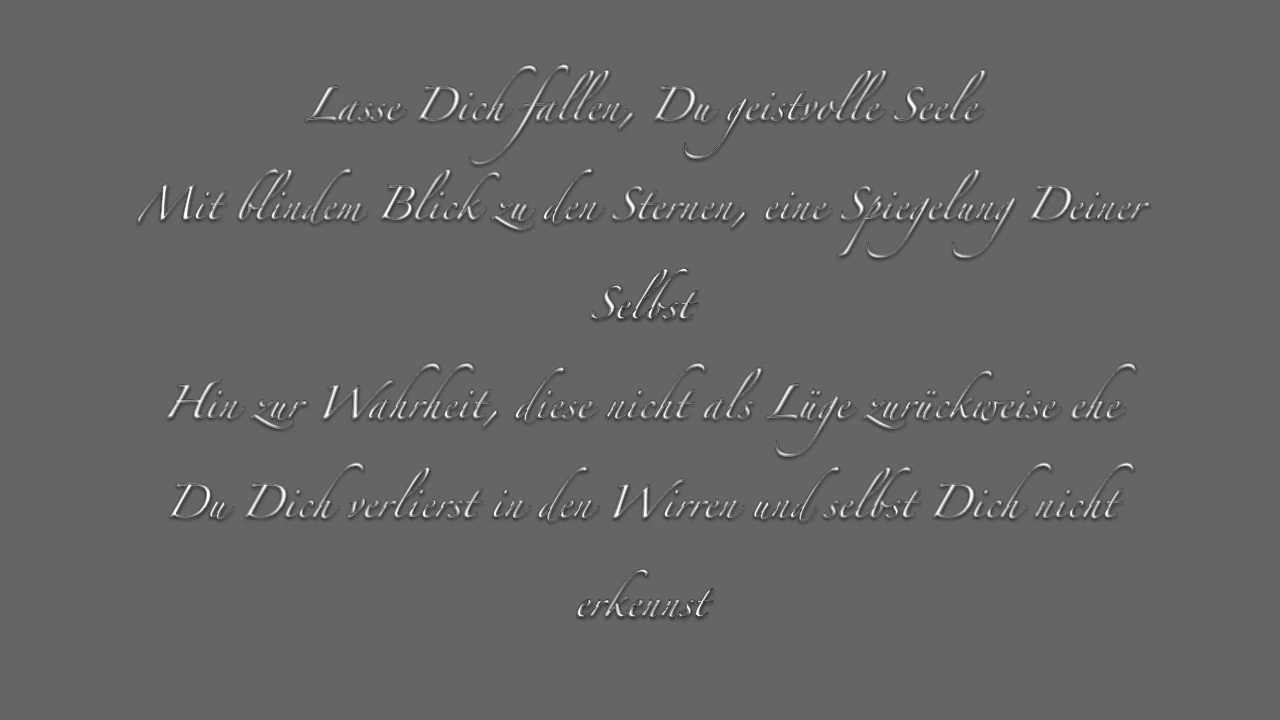 Lasse Dich fallen, Du geistvolle Seele
Mit blindem Blick zu den Sternen, eine Spiegelung Deiner
Selbst
Hin zur Wahrheit, diese nicht als Lüge zurückweise ehe
Du Dich verlierst in den Wirren und selbst Dich nicht
erkennst